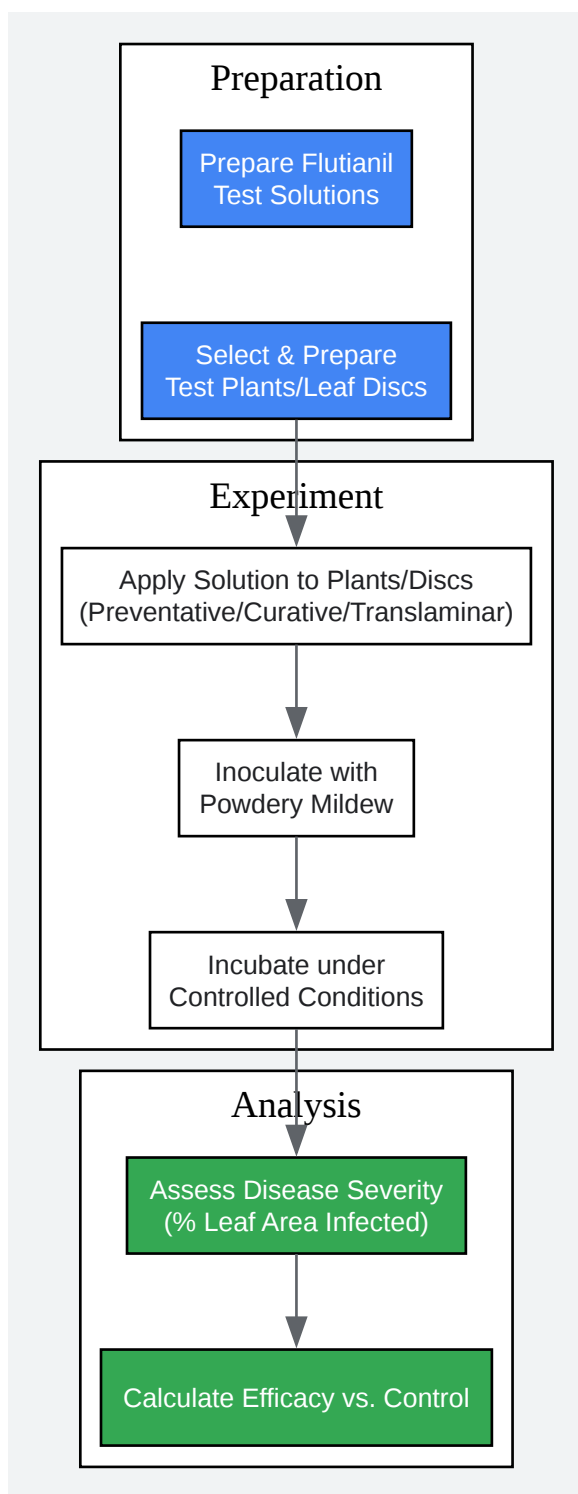 Preparation
Prepare Flutianil
Test Solutions
Select & Prepare
Test Plants/Leaf Discs
Experiment
Apply Solution to Plants/Discs
(Preventative/Curative/Translaminar)
Inoculate with
Powdery Mildew
Incubate under
Controlled Conditions
Analysis
Assess Disease Severity
(% Leaf Area Infected)
Calculate Efficacy vs. Control